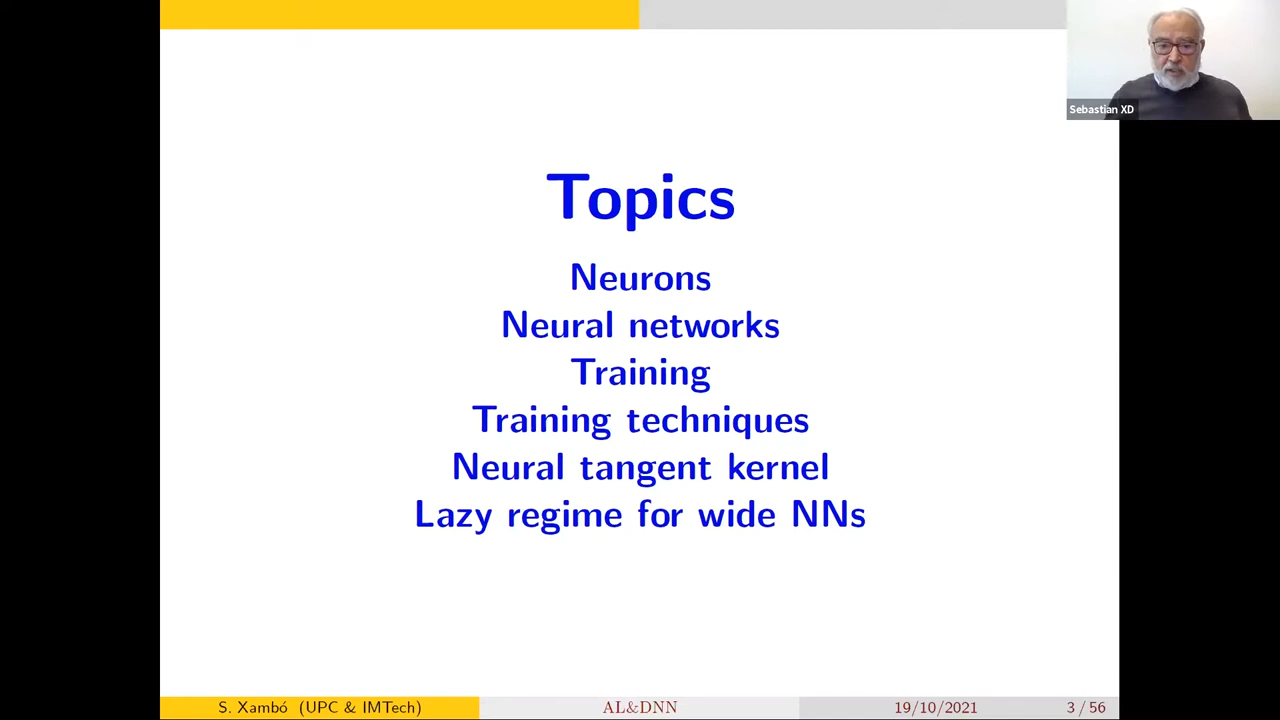 Sebastian XD
Topics
Neurons
Neural networks
Training
Training techniques
Neural tangent kernel
Lazy regime for wide NNs
S. Xambó (UPC & IMTech) AL&DNN 19/10/2021 3 / 56